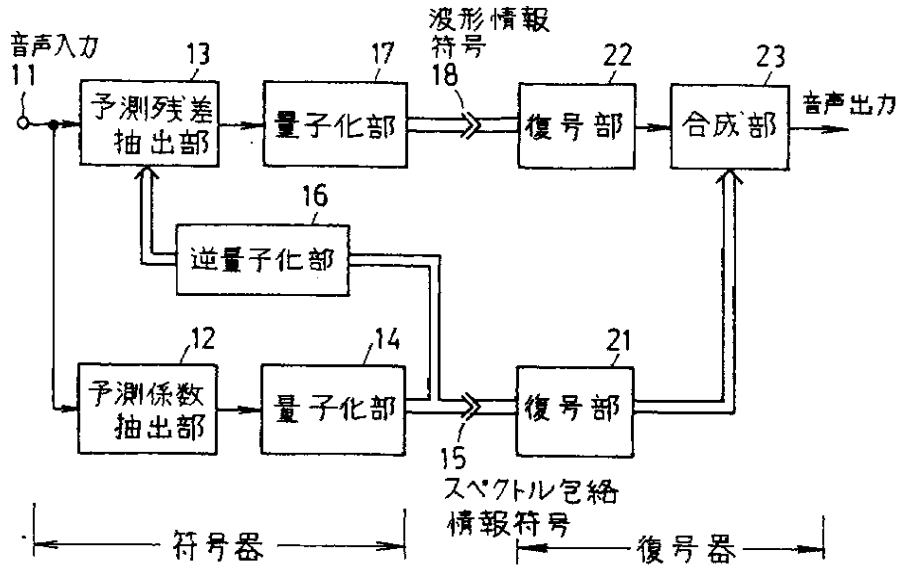 音声入力
11
13
予測残差
抽出部
17
量子化部
波形情報
符号
18
22
復号部
23
合成部
音声出力
16
逆量子化部
12
予測係数
抽出部
14
量子化部
15
スペクトル包絡
情報符号
21
復号部
符号器
復号器